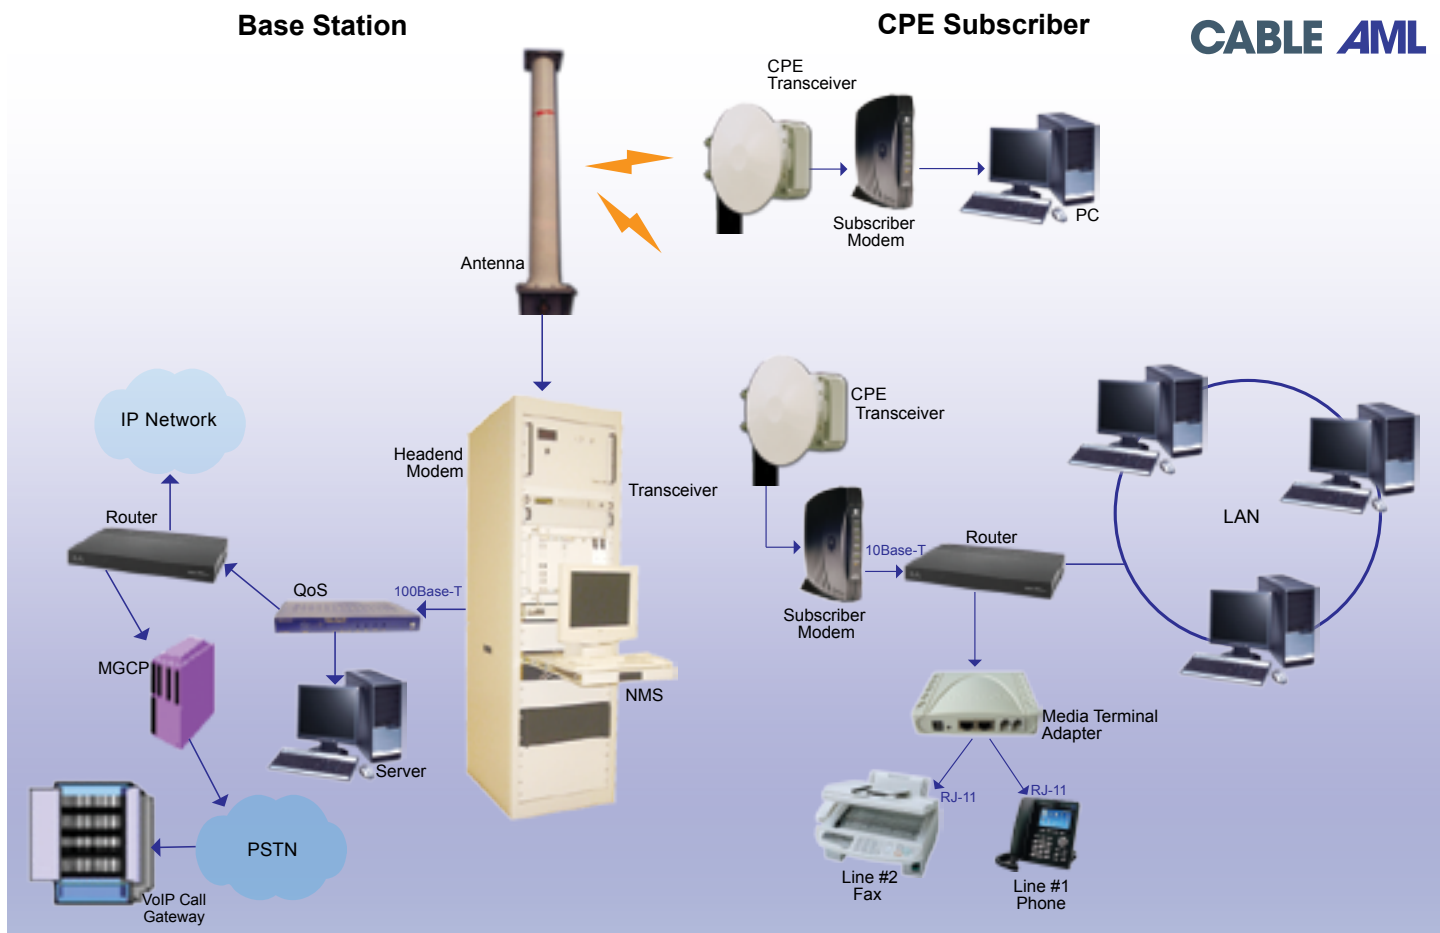 Base Station
CPE Subscriber
CABLE AML
CPE
Transceiver
Subscriber
Modem
PC
Antenna
IP Network
Headend
Modem
Transceiver
CPE
Transceiver
LAN
Router
Router
10Base-T
QoS
100Base-T
Subscriber
Modem
MGCP
NMS
Media Terminal
Adapter
Server
RJ-11
RJ-11
PSTN
Line #2
Fax
Line #1
Phone
VoIP Call
Gateway